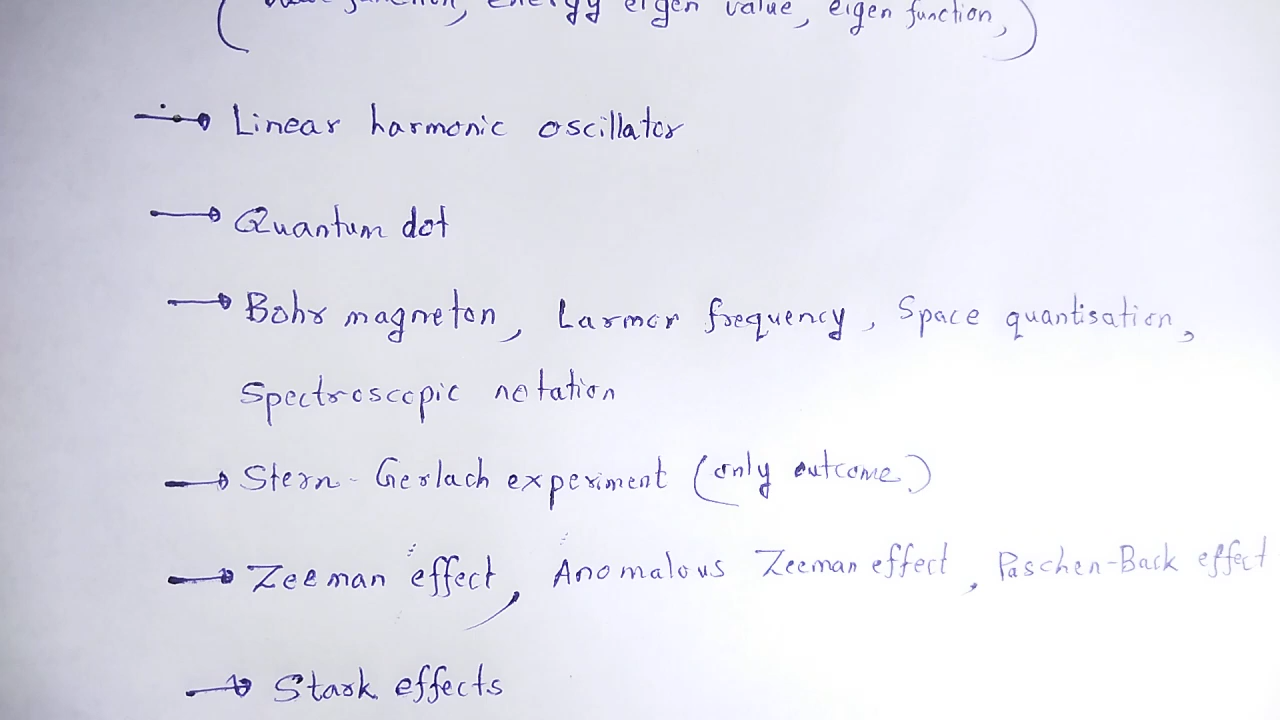 function, energy eigen value, eigen function,)
Linear harmonic oscillator
Quantum dot
Bohr magneton, Larmor frequency, Space quantisation,
Spectroscopic notation
Stern-Gerlach experiment (only outcome)
Zeeman effect, Anomalous Zeeman effect, Paschen-Back effect
Stark effects